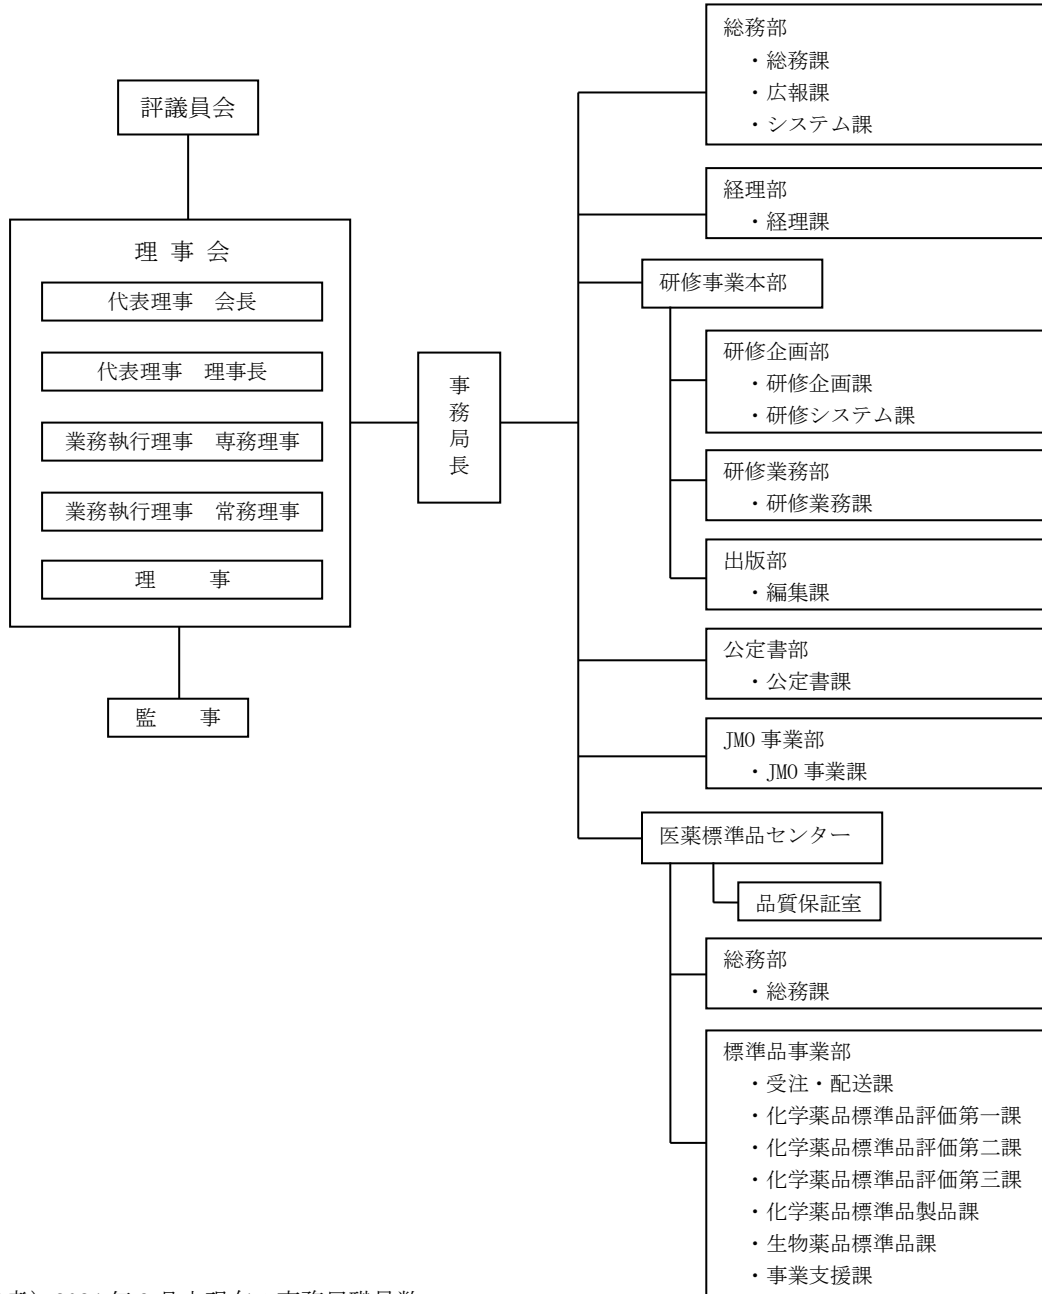 評議員会
理 事 会
代表理事　会長
代表理事　理事長
業務執行理事　専務理事
業務執行理事　常務理事
理　　事
監　　事
事務局長
総務部
・総務課
・広報課
・システム課
経理部
・経理課
研修事業本部
研修企画部
・研修企画課
・研修システム課
研修業務部
・研修業務課
出版部
・編集課
公定書部
・公定書課
JMO 事業部
・JMO 事業課
医薬標準品センター
品質保証室
総務部
・総務課
標準品事業部
・受注・配送課
・化学薬品標準品評価第一課
・化学薬品標準品評価第二課
・化学薬品標準品評価第三課
・化学薬品標準品製品課
・生物薬品標準品課
・事業支援課